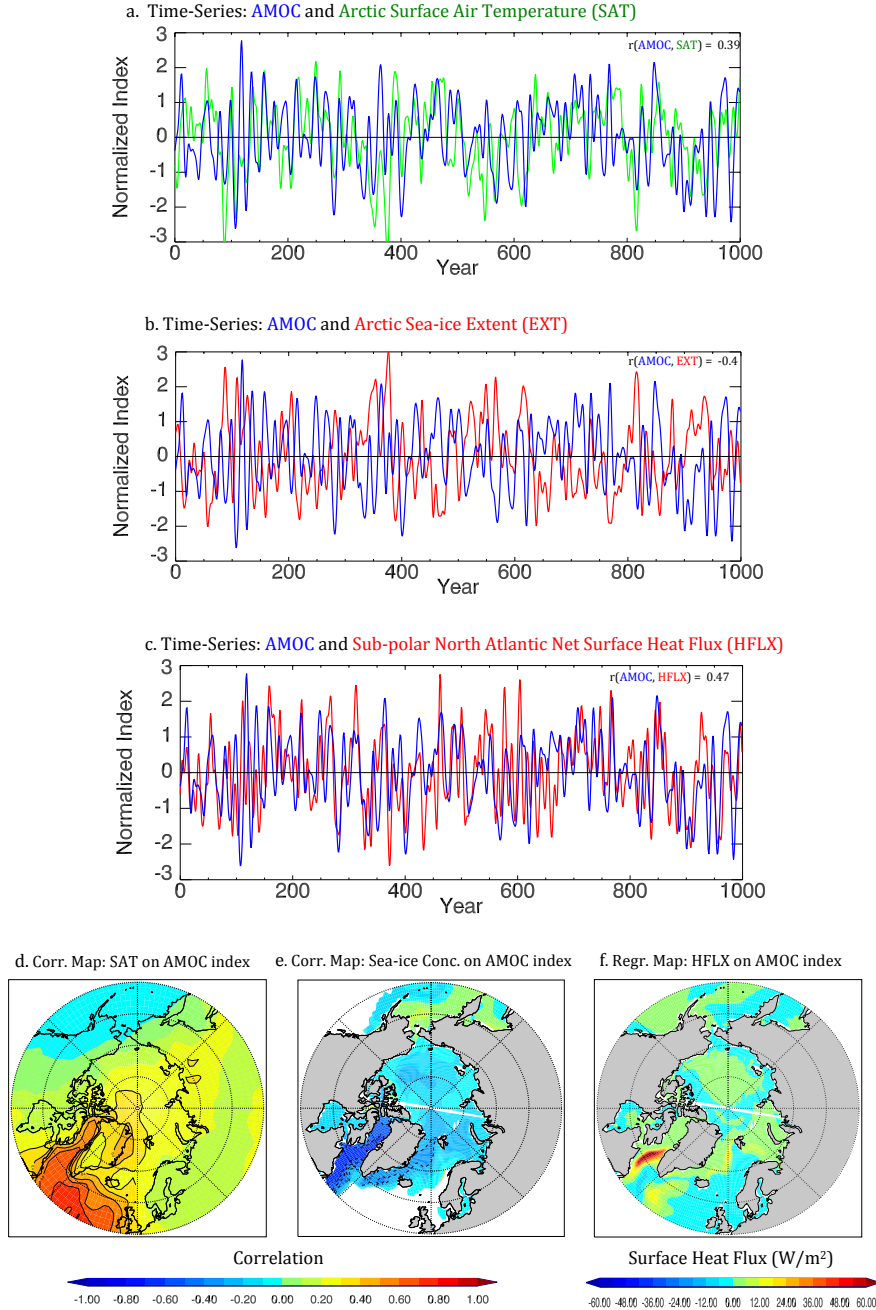 a. Time-Series: AMOC and Arctic Surface Air Temperature (SAT)
r(AMOC, SAT) = 0.39
Normalized Index
3
2
1
0
-1
-2
3
0 200 400 600 800 1000
Year
b. Time-Series: AMOC and Arctic Sea-ice Extent (EXT)
r(AMOC, EXT) = -0.4
Normalized Index
3
2
1
0
-1
-2
3
0 200 400 600 800 1000
Year
c. Time-Series: AMOC and Sub-polar North Atlantic Net Surface Heat Flux (HFLX)
r(AMOC, HFLX) = 0.47
Normalized Index
3
2
1
0
-1
-2
-3
0 200 400 600 800 1000
Year
d. Corr. Map: SAT on AMOC index e. Corr. Map: Sea-ice Conc. on AMOC index f. Regr. Map: HFLX on AMOC index
Correlation
-1.00 -0.80 -0.60 -0.40 -0.20 0.00 0.20 0.40 0.60 0.80 1.00
Surface Heat Flux (W/m²)
-60.00 -48.00 -36.00 -24.00 -12.00 0.00 12.00 24.00 36.00 48.00 60.00